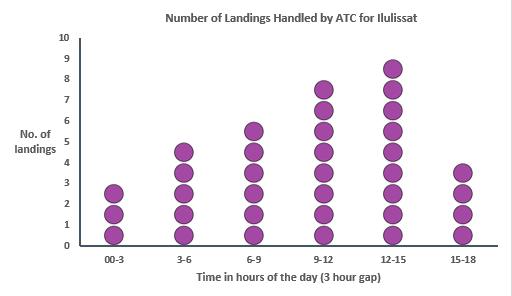 Number of Landings Handled by ATC for Ilulissat
10
9
8
7
6
5
4
3
2
1
0
No. of
landings
00-3 3-6 6-9 9-12 12-15 15-18
Time in hours of the day (3 hour gap)